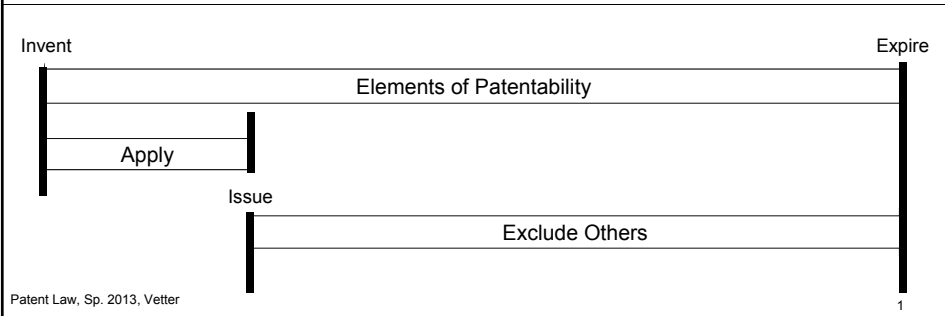 Invent Expire
Elements of Patentability
Apply
Issue
Exclude Others
Patent Law, Sp. 2013, Vetter 1